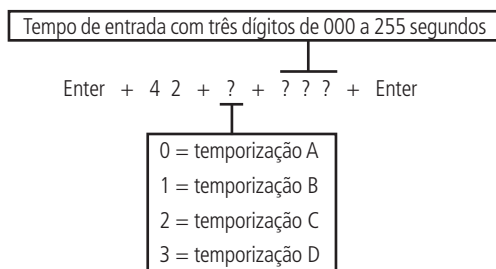 Tempo de entrada com três dígitos de 000 a 255 segundos
Enter + 4 2 + ? + ? ? ? + Enter
0 = temporização A
1 = temporização B
2 = temporização C
3 = temporização D